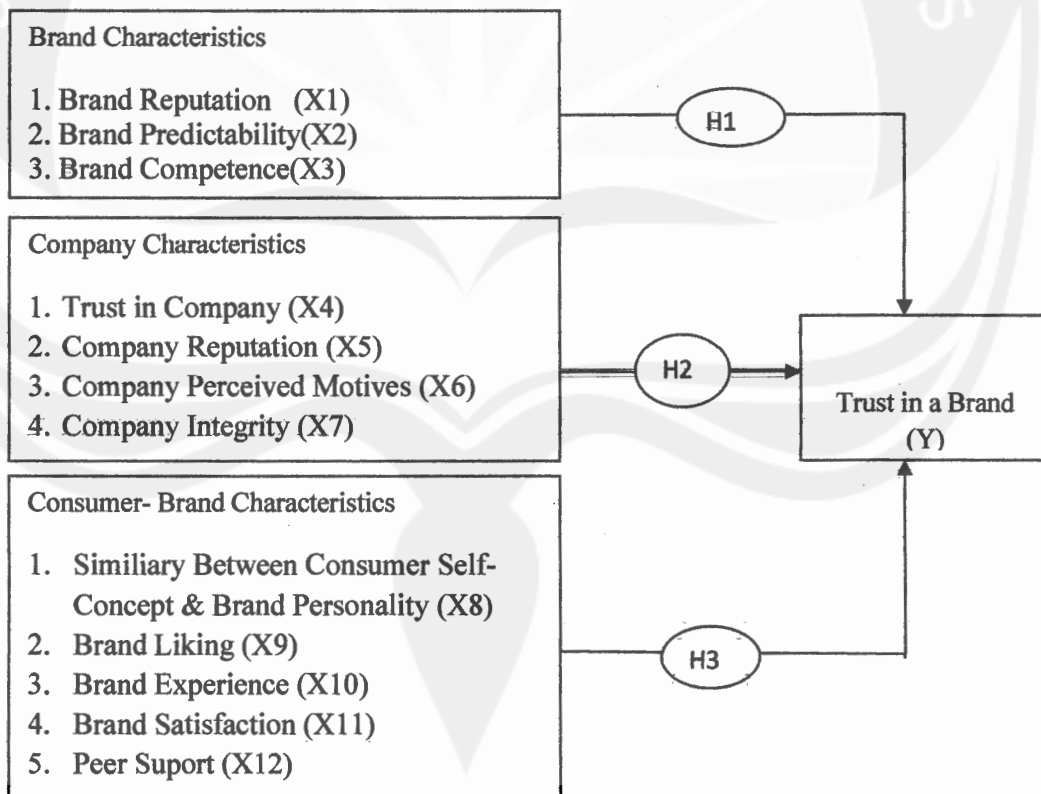 Brand Characteristics
1. Brand Reputation (X1)
2. Brand Predictability(X2)
3. Brand Competence(X3)
H1
Company Characteristics
1. Trust in Company (X4)
2. Company Reputation (X5)
3. Company Perceived Motives (X6)
4. Company Integrity (X7)
H2
Trust in a Brand
(Y)
Consumer- Brand Characteristics
1. Similiary Between Consumer Self-
Concept & Brand Personality (X8)
2. Brand Liking (X9)
3. Brand Experience (X10)
4. Brand Satisfaction (X11)
5. Peer Suport (X12)
H3
S